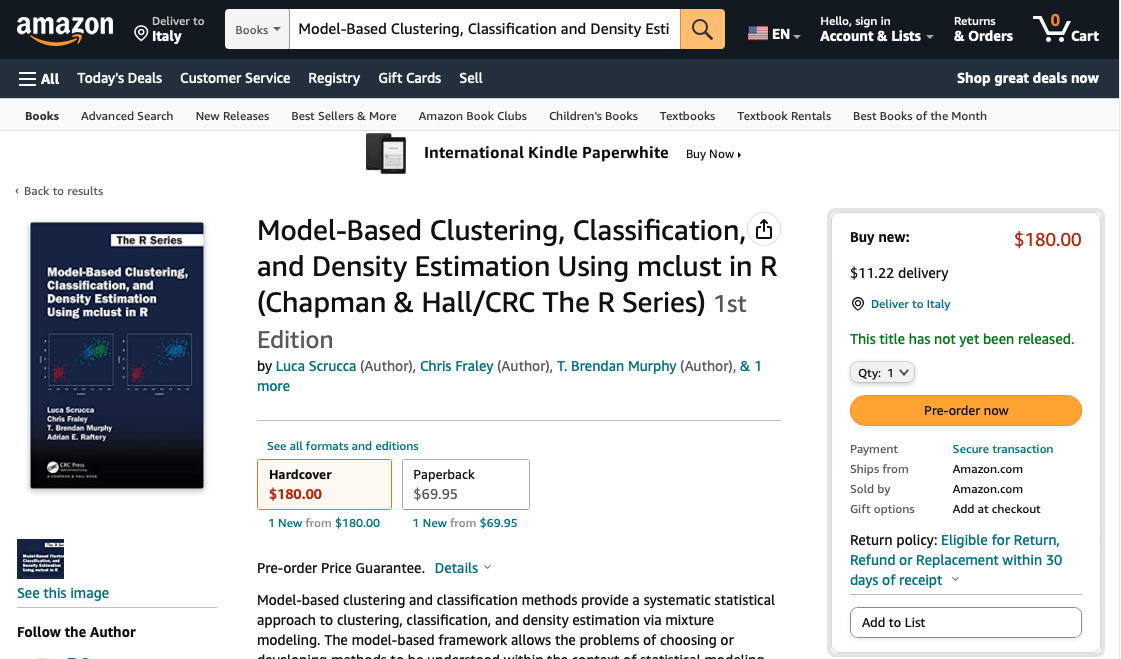 amazon
Deliver to
Italy
Books
Model-Based Clustering, Classification and Density Esti
EN
Hello, sign in
Account & Lists
Returns
& Orders
0
Cart
All
Today's Deals
Customer Service
Registry
Gift Cards
Sell
Shop great deals now
Books
Advanced Search
New Releases
Best Sellers & More
Amazon Book Clubs
Children's Books
Textbooks
Textbook Rentals
Best Books of the Month
International Kindle Paperwhite
Buy Now
‹ Back to results
The R Series
Model-Based Clustering,
Classification, and
Density Estimation
Using mclust in R
Luca Scrucca
Chris Fraley
T. Brendan Murphy
Adrian E. Raftery
CRC Press
A CHAPMAN & HALL BOOK
See this image
Follow the Author
Model-Based Clustering, Classification,
and Density Estimation Using mclust in R
(Chapman & Hall/CRC The R Series) 1st
Edition
by Luca Scrucca (Author), Chris Fraley (Author), T. Brendan Murphy (Author), & 1
more
See all formats and editions
Hardcover
$180.00
1 New from $180.00
Paperback
$69.95
1 New from $69.95
Pre-order Price Guarantee. Details
Model-based clustering and classification methods provide a systematic statistical
approach to clustering, classification, and density estimation via mixture
modeling. The model-based framework allows the problems of choosing or
developing methods to be understood within the context of statistical modeling.
Buy new:
$180.00
$11.22 delivery
Deliver to Italy
This title has not yet been released.
Qty: 1
Pre-order now
Payment
Secure transaction
Ships from
Amazon.com
Sold by
Amazon.com
Gift options
Add at checkout
Return policy: Eligible for Return,
Refund or Replacement within 30
days of receipt
Add to List